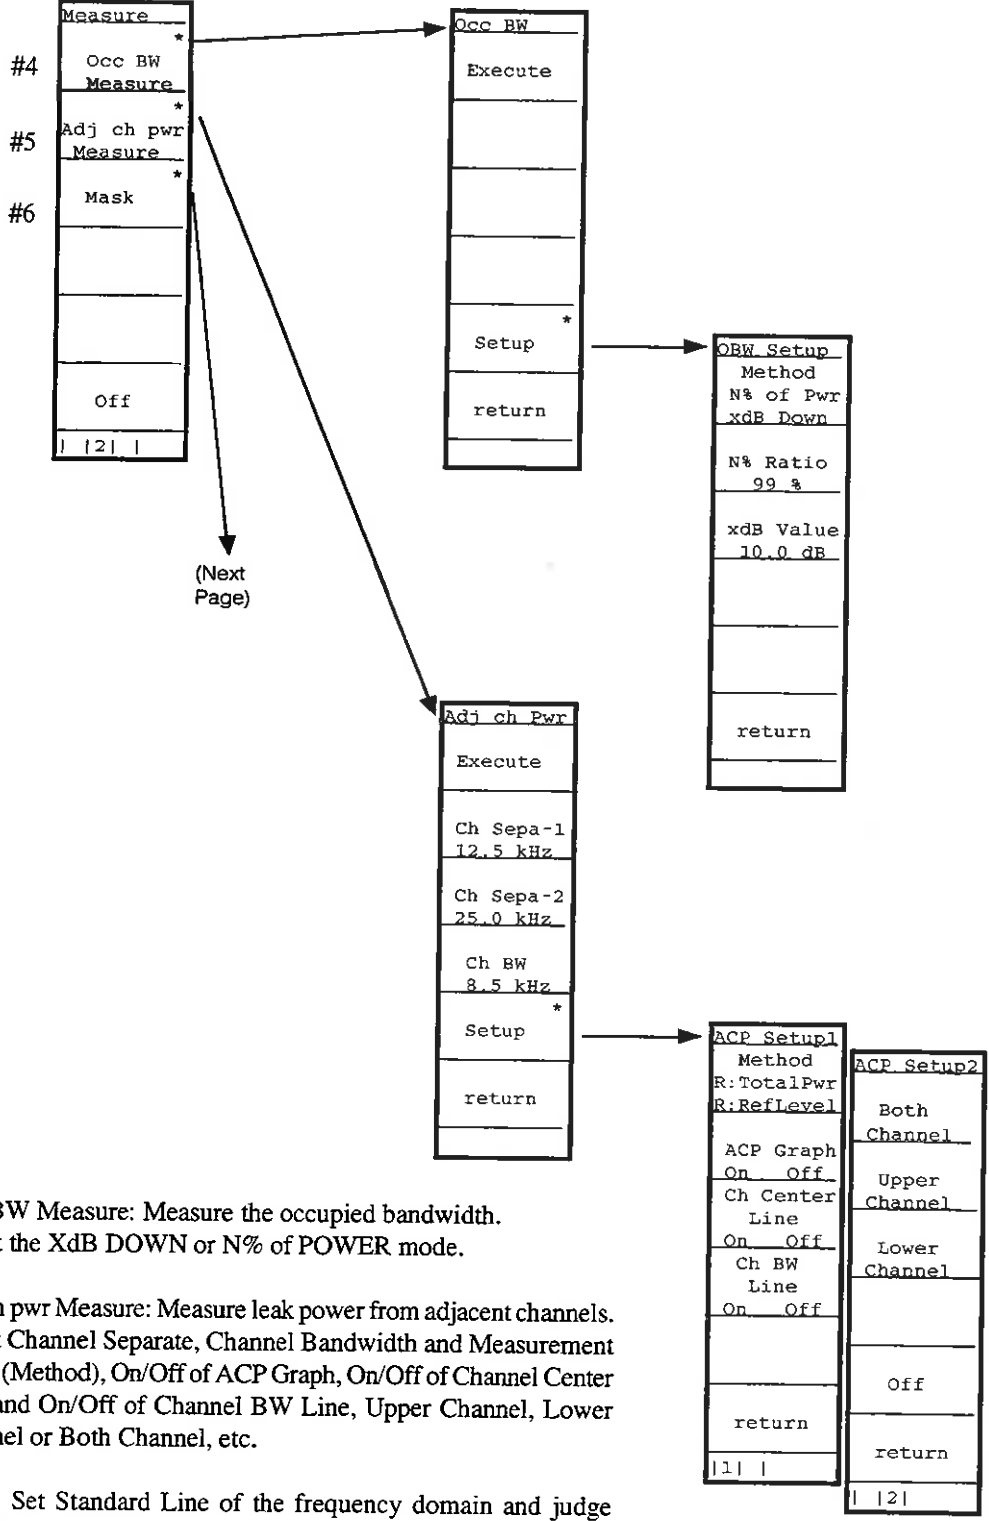 Measure
*
#4
Occ BW
Measure
*
#5
Adj ch pwr
Measure
*
#6
Mask
Off
| |2| |
(Next
Page)
Occ BW
Execute
*
Setup
return
OBW Setup
Method
N% of Pwr
xdB Down
N% Ratio
99 %
xdB Value
10.0 dB
return
Adj ch Pwr
Execute
Ch Sepa-1
12.5 kHz
Ch Sepa-2
25.0 kHz
Ch BW
8.5 kHz
*
Setup
return
ACP Setup1
Method
R:TotalPwr
R:RefLevel
ACP Graph
On Off
Ch Center
Line
On Off
Ch BW
Line
On Off
return
|1| |
ACP Setup2
Both
Channel
Upper
Channel
Lower
Channel
Off
return
| |2|
BW Measure: Measure the occupied bandwidth.
the XdB DOWN or N% of POWER mode.
pwr Measure: Measure leak power from adjacent channels.
Channel Separate, Channel Bandwidth and Measurement
(Method), On/Off of ACP Graph, On/Off of Channel Center
and On/Off of Channel BW Line, Upper Channel, Lower
nel or Both Channel, etc.
Set Standard Line of the frequency domain and judge